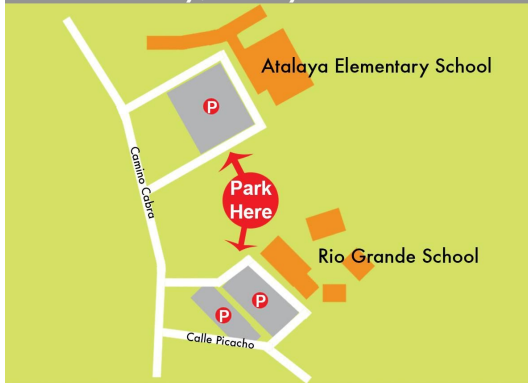 Atalaya Elementary School
P
Camino Cabra
Park
Here
Rio Grande School
P
P
Calle Picacho